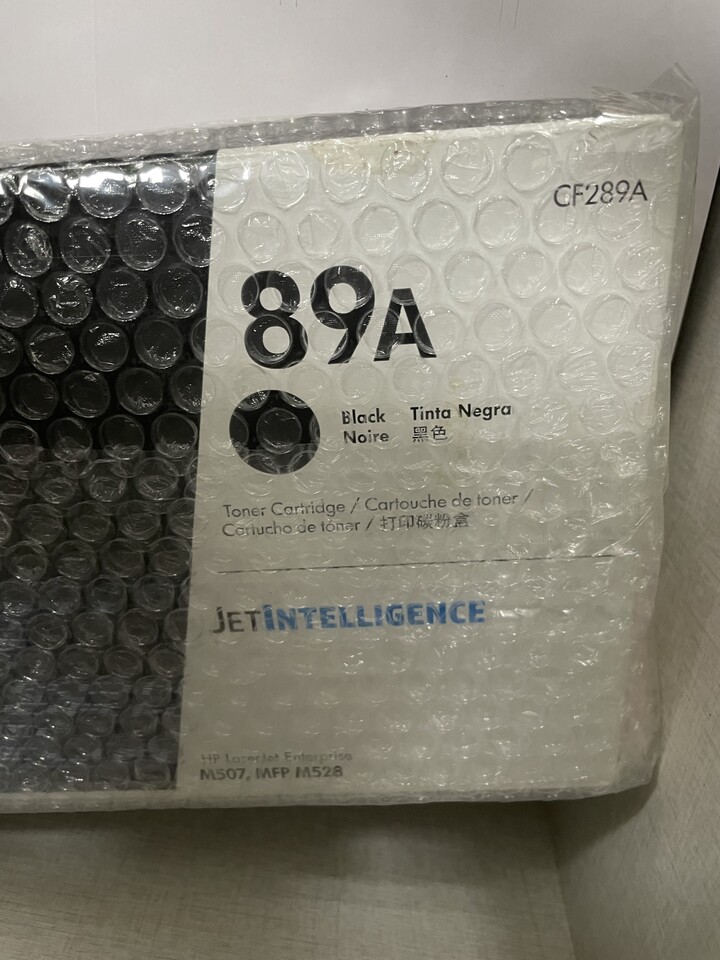 CF289A
89A
Black Tinta Negra
Noire 黑色
Toner Cartridge / Cartouche de toner /
Cartucho de tóner / 打印碳粉盒
JETINTELLIGENCE
HP LaserJet Enterprise
M507, MFP M528